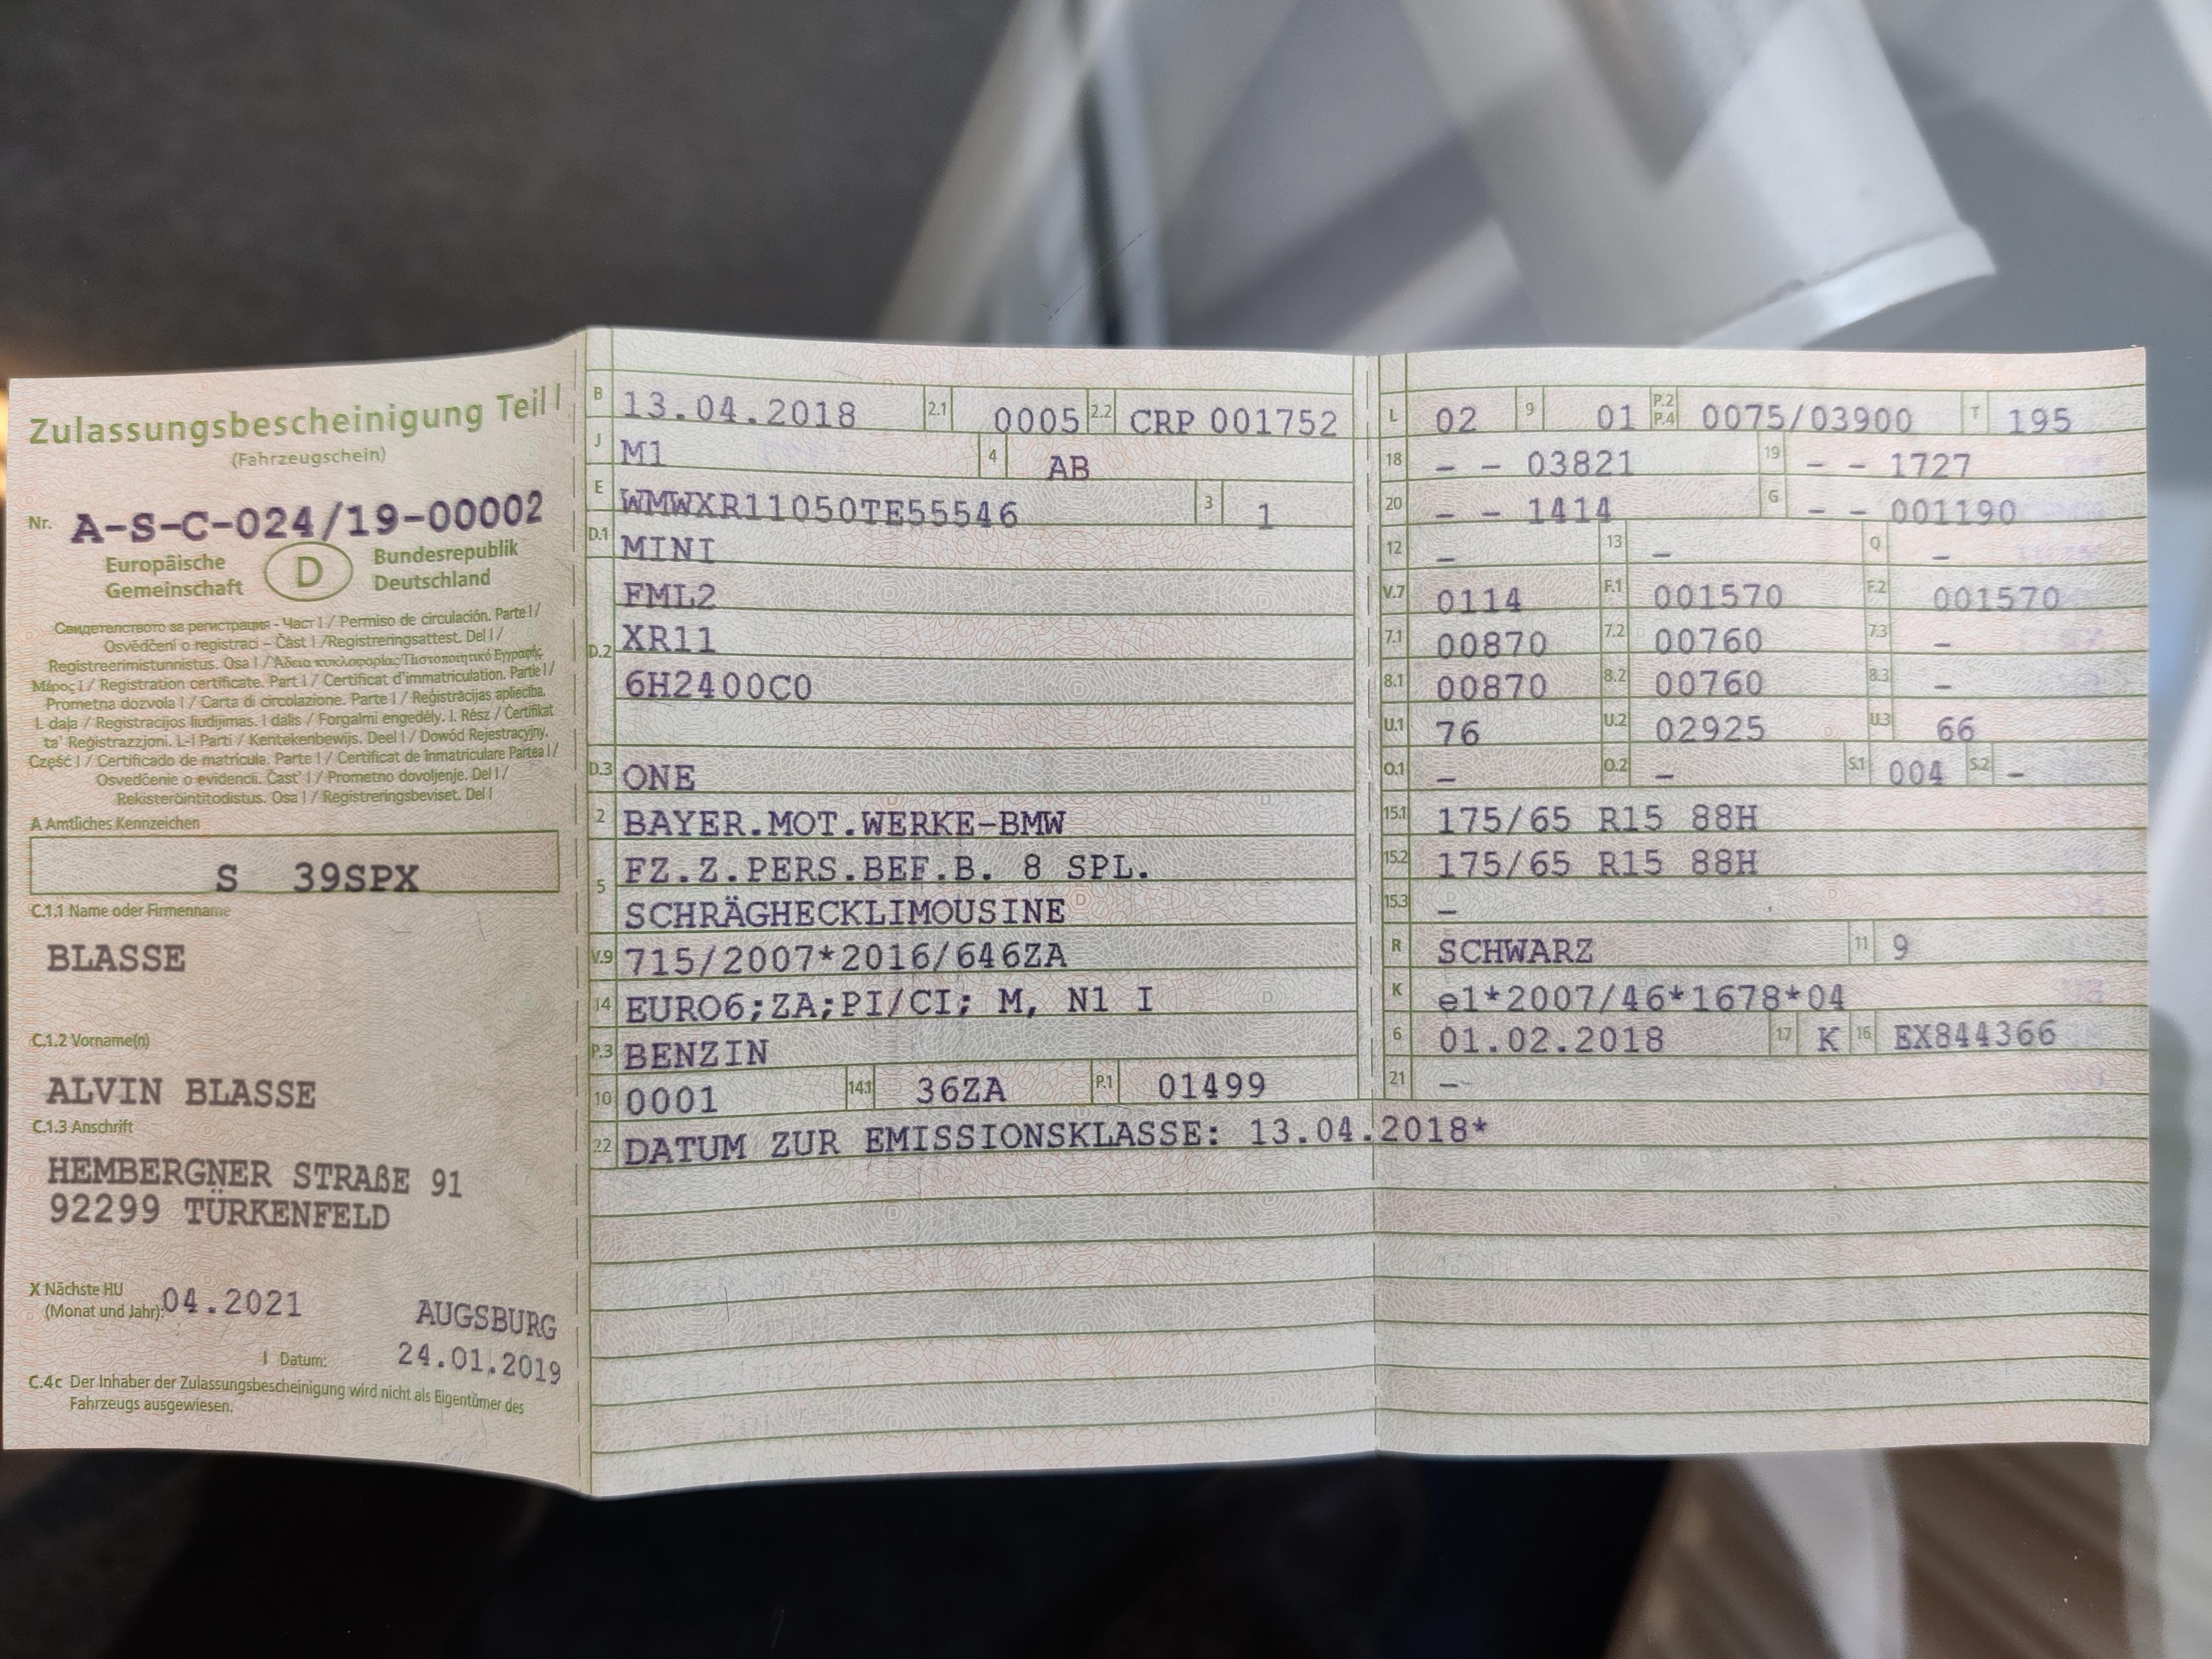 Zulassungsbescheinigung Teil I
(Fahrzeugschein)
Nr. A-S-C-024/19-00002
Europäische Gemeinschaft D Bundesrepublik Deutschland
Свидетелството за регистрация - Част I / Permiso de circulación. Parte I /
Osvědčení o registraci - Část I / Registreringsattest. Del I /
Registreerimistunnistus. Osa I / Άδεια κυκλοφορίας/Πιστοποιητικό Εγγραφής
Μέρος I / Registration certificate. Part I / Certificat d'immatriculation. Partie I /
Prometna dozvola I / Carta di circolazione. Parte I / Reģistrācijas apliecība.
I. daļa / Registracijos liudijimas. I dalis / Forgalmi engedély. I. Rész / Ċertifikat
ta' Reġistrazzjoni. L-I Parti / Kentekenbewijs. Deel I / Dowód Rejestracyjny.
Część I / Certificado de matrícula. Parte I / Certificat de înmatriculare Partea I /
Osvedčenie o evidencii. Časť I / Prometno dovoljenje. Del I /
Rekisteröintitodistus. Osa I / Registreringsbeviset. Del I
A Amtliches Kennzeichen
S 39SPX
C.1.1 Name oder Firmenname
BLASSE
C.1.2 Vorname(n)
ALVIN BLASSE
C.1.3 Anschrift
HEMBERGNER STRAßE 91
92299 TÜRKENFELD
X Nächste HU
(Monat und Jahr): 04.2021
AUGSBURG
I Datum: 24.01.2019
C.4c Der Inhaber der Zulassungsbescheinigung wird nicht als Eigentümer des
Fahrzeugs ausgewiesen.
B 13.04.2018 2.1 0005 2.2 CRP 001752
J M1 4 AB
E WMWXR11050TE55546 3 1
D.1 MINI
FML2
D.2 XR11
6H2400C0
D.3 ONE
2 BAYER.MOT.WERKE-BMW
5 FZ.Z.PERS.BEF.B. 8 SPL.
SCHRÄGHECKLIMOUSINE
V.9 715/2007*2016/646ZA
14 EURO6;ZA;PI/CI; M, N1 I
P.3 BENZIN
10 0001 14.1 36ZA P.1 01499
22 DATUM ZUR EMISSIONSKLASSE: 13.04.2018*
L 02 9 01 P.2 P.4 0075/03900 T 195
18 – – 03821 19 – – 1727
20 – – 1414 G – – 001190
12 – 13 – Q –
V.7 0114 F.1 001570 F.2 001570
7.1 00870 7.2 00760 7.3 –
8.1 00870 8.2 00760 8.3 –
U.1 76 U.2 02925 U.3 66
O.1 – O.2 – S.1 004 S.2 –
15.1 175/65 R15 88H
15.2 175/65 R15 88H
15.3 –
R SCHWARZ 11 9
K e1*2007/46*1678*04
6 01.02.2018 17 K 16 EX844366
21 –